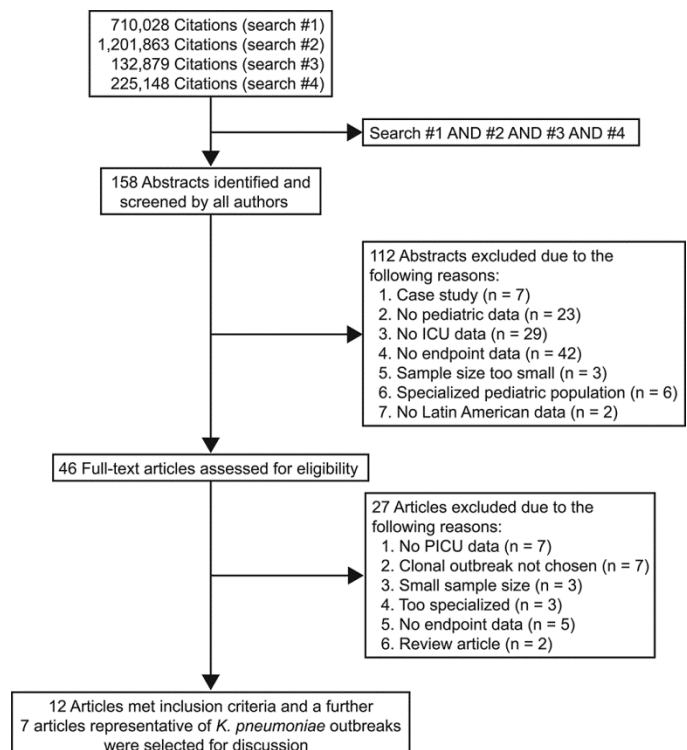 710,028 Citations (search #1)
1,201,863 Citations (search #2)
132,879 Citations (search #3)
225,148 Citations (search #4)
Search #1 AND #2 AND #3 AND #4
158 Abstracts identified and
screened by all authors
112 Abstracts excluded due to the
following reasons:
1. Case study (n = 7)
2. No pediatric data (n = 23)
3. No ICU data (n = 29)
4. No endpoint data (n = 42)
5. Sample size too small (n = 3)
6. Specialized pediatric population (n = 6)
7. No Latin American data (n = 2)
46 Full-text articles assessed for eligibility
27 Articles excluded due to the
following reasons:
1. No PICU data (n = 7)
2. Clonal outbreak not chosen (n = 7)
3. Small sample size (n = 3)
4. Too specialized (n = 3)
5. No endpoint data (n = 5)
6. Review article (n = 2)
12 Articles met inclusion criteria and a further
7 articles representative of K. pneumoniae outbreaks
were selected for discussion